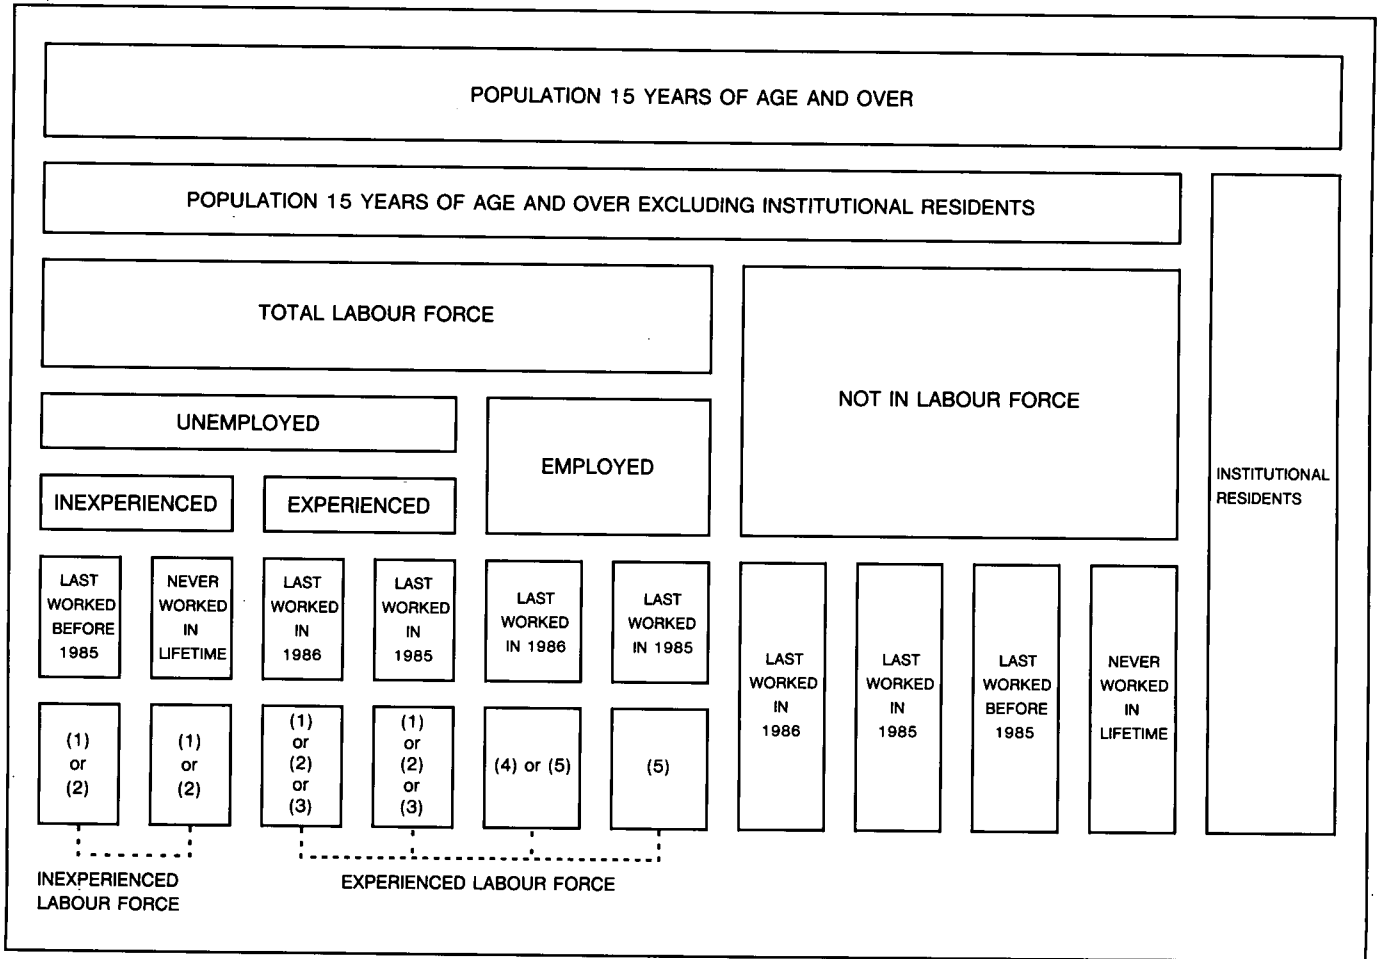 POPULATION 15 YEARS OF AGE AND OVER
POPULATION 15 YEARS OF AGE AND OVER EXCLUDING INSTITUTIONAL RESIDENTS
TOTAL LABOUR FORCE
NOT IN LABOUR FORCE
INSTITUTIONAL
RESIDENTS
UNEMPLOYED
EMPLOYED
INEXPERIENCED
EXPERIENCED
LAST
WORKED
BEFORE
1985
NEVER
WORKED
IN
LIFETIME
LAST
WORKED
IN
1986
LAST
WORKED
IN
1985
LAST
WORKED
IN 1986
LAST
WORKED
IN 1985
LAST
WORKED
IN
1986
LAST
WORKED
IN
1985
LAST
WORKED
BEFORE
1985
NEVER
WORKED
IN
LIFETIME
(1)
or
(2)
(1)
or
(2)
(1)
or
(2)
or
(3)
(1)
or
(2)
or
(3)
(4) or (5)
(5)
INEXPERIENCED
LABOUR FORCE
EXPERIENCED LABOUR FORCE